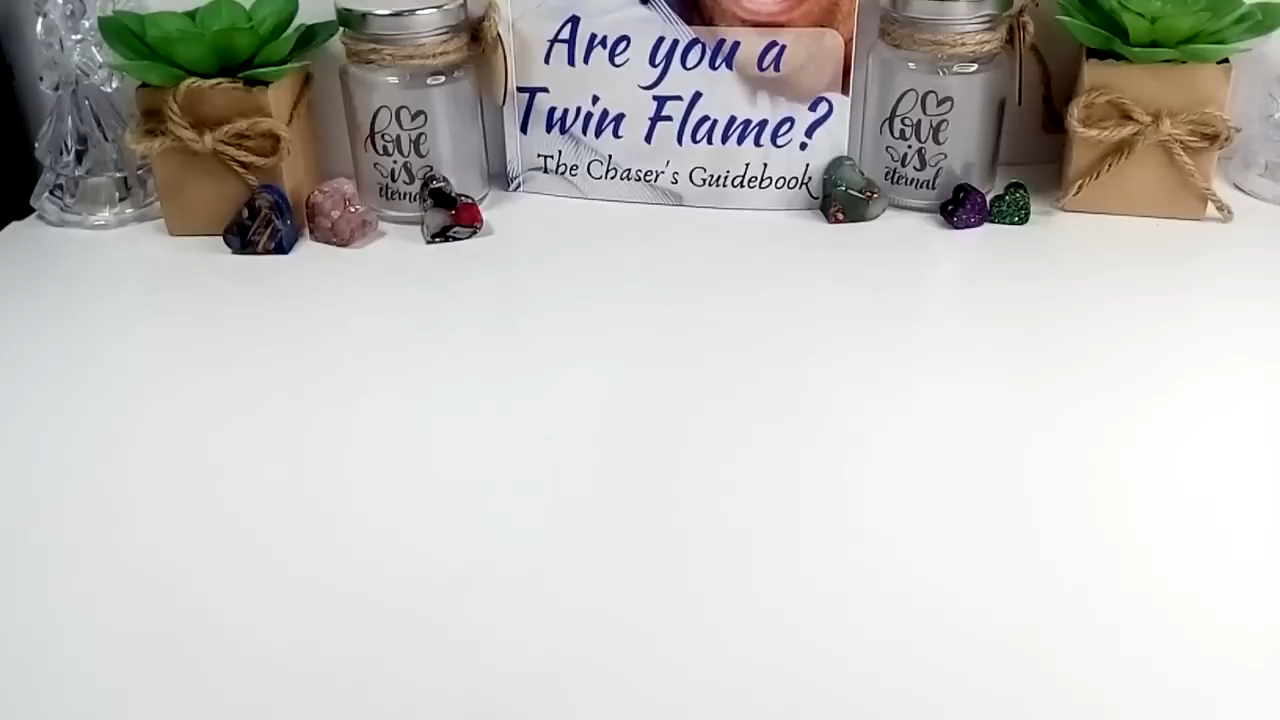 Are you a
Twin Flame?
The Chaser's Guidebook
love
is
eternal
love
is
eternal